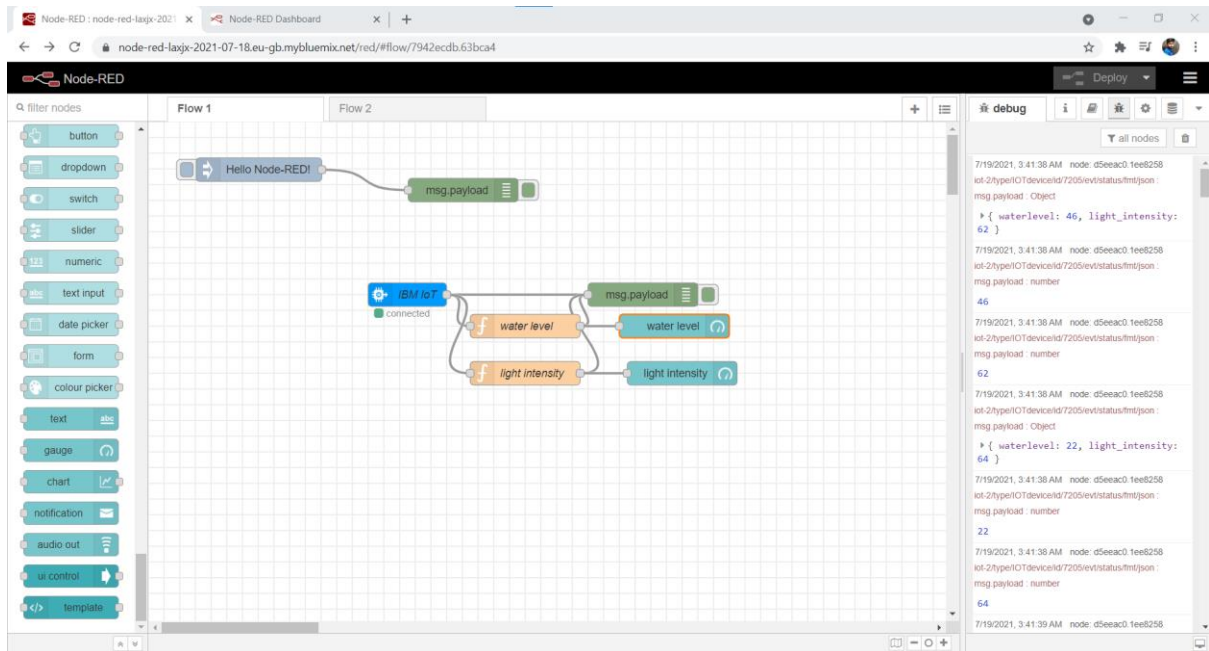 Node-RED : node-red-laxjx-2021
Node-RED Dashboard
node-red-laxjx-2021-07-18.eu-gb.mybluemix.net/red/#flow/7942ecdb.63bca4
Node-RED
Deploy
filter nodes
Flow 1
Flow 2
debug
i
all nodes
button
dropdown
switch
slider
123 numeric
abc text input
date picker
form
colour picker
text abc
gauge
chart
notification
audio out
ui control
</> template
Hello Node-RED!
msg.payload
IBM IoT
connected
msg.payload
f water level
water level
f light intensity
light intensity
7/19/2021, 3:41:38 AM node: d5eeac0.1ee8258
iot-2/type/IOTdevice/id/7205/evt/status/fmt/json :
msg.payload : Object
{ waterlevel: 46, light_intensity:
62 }
7/19/2021, 3:41:38 AM node: d5eeac0.1ee8258
iot-2/type/IOTdevice/id/7205/evt/status/fmt/json :
msg.payload : number
46
7/19/2021, 3:41:38 AM node: d5eeac0.1ee8258
iot-2/type/IOTdevice/id/7205/evt/status/fmt/json :
msg.payload : number
62
7/19/2021, 3:41:38 AM node: d5eeac0.1ee8258
iot-2/type/IOTdevice/id/7205/evt/status/fmt/json :
msg.payload : Object
{ waterlevel: 22, light_intensity:
64 }
7/19/2021, 3:41:38 AM node: d5eeac0.1ee8258
iot-2/type/IOTdevice/id/7205/evt/status/fmt/json :
msg.payload : number
22
7/19/2021, 3:41:38 AM node: d5eeac0.1ee8258
iot-2/type/IOTdevice/id/7205/evt/status/fmt/json :
msg.payload : number
64
7/19/2021, 3:41:39 AM node: d5eeac0.1ee8258